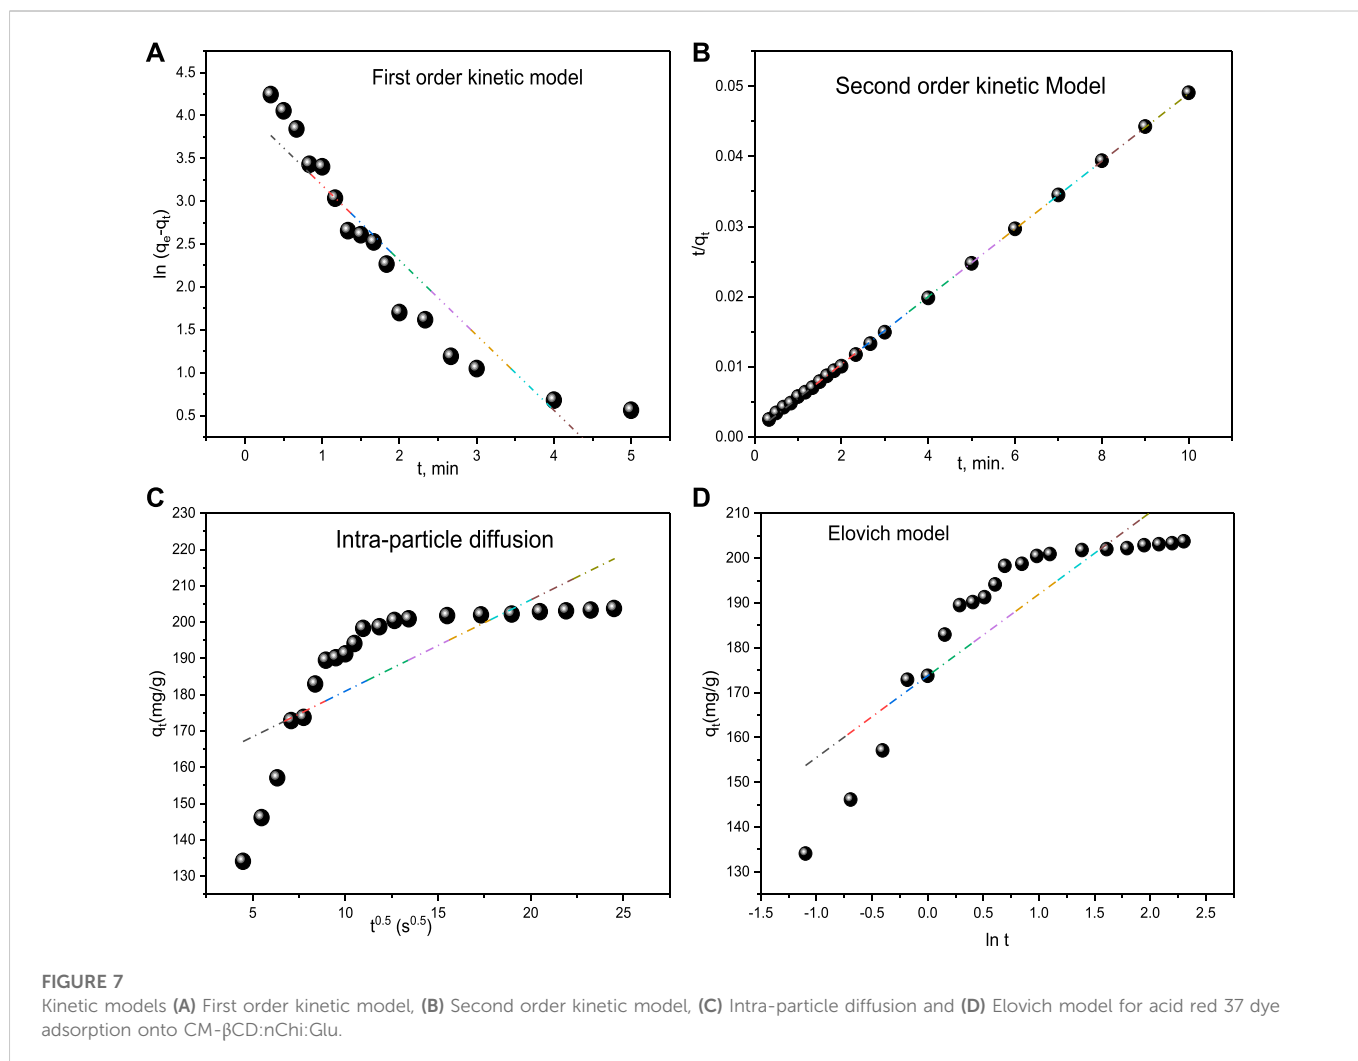 A
First order kinetic model
ln (qe-qt)
4.5
4.0
3.5
3.0
2.5
2.0
1.5
1.0
0.5
0 1 2 3 4 5
t, min
B
Second order kinetic Model
t/qt
0.05
0.04
0.03
0.02
0.01
0.00
0 2 4 6 8 10
t, min.
C
Intra-particle diffusion
qt(mg/g)
230
220
210
200
190
180
170
160
150
140
130
5 10 15 20 25
t0.5 (s0.5)
D
Elovich model
qt(mg/g)
210
200
190
180
170
160
150
140
130
-1.5 -1.0 -0.5 0.0 0.5 1.0 1.5 2.0 2.5
ln t
FIGURE 7
Kinetic models (A) First order kinetic model, (B) Second order kinetic model, (C) Intra-particle diffusion and (D) Elovich model for acid red 37 dye
adsorption onto CM-βCD:nChi:Glu.